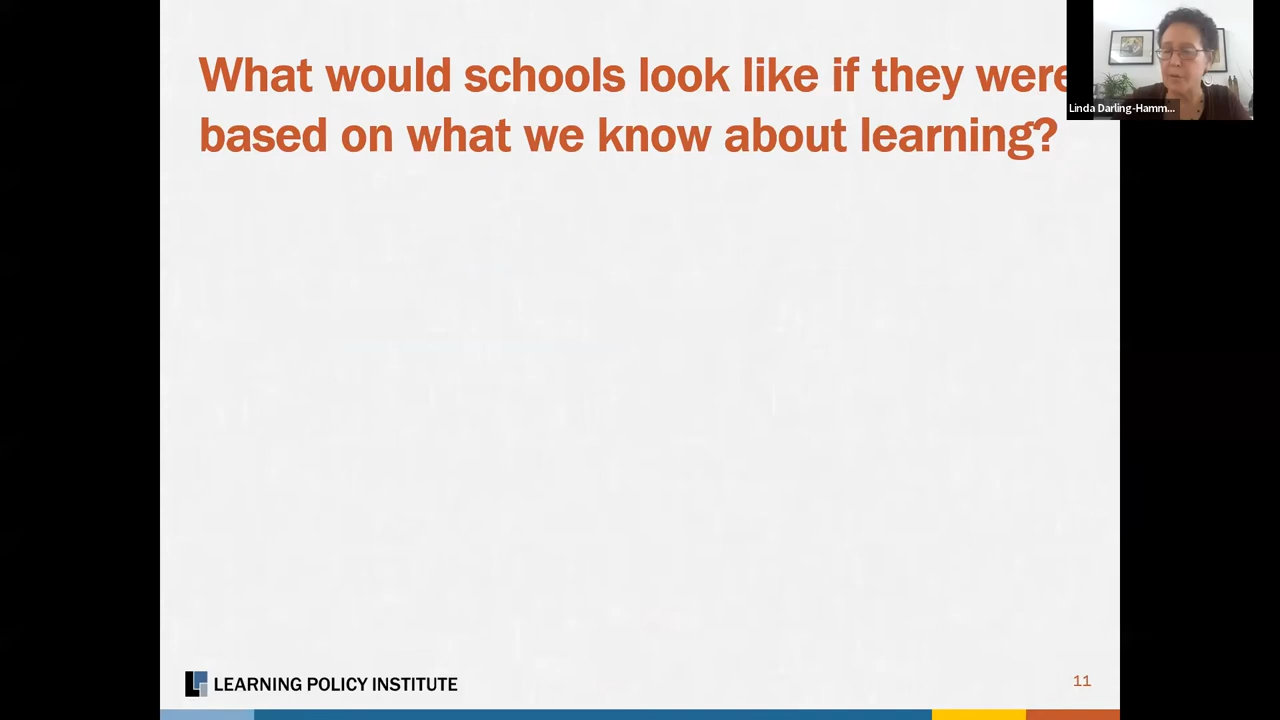 What would schools look like if they were
based on what we know about learning?
Linda Darling-Hamm...
LEARNING POLICY INSTITUTE
11